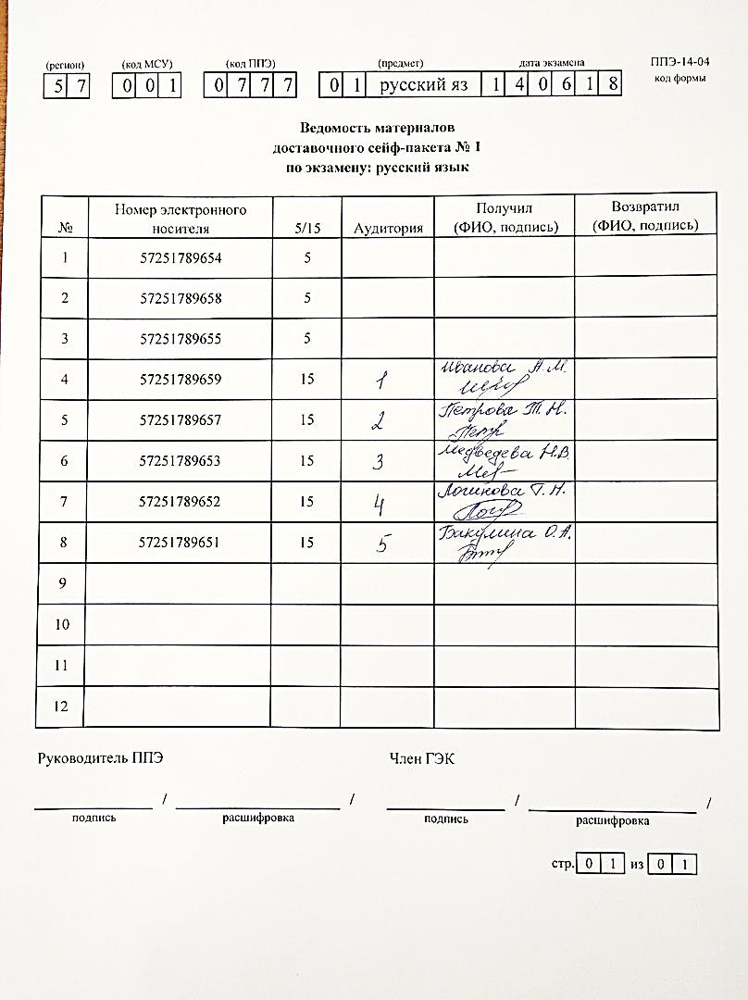 (регион) (код МСУ) (код ППЭ) (предмет) дата экзамена ППЭ-14-04
5 7 0 0 1 0 7 7 7 0 1 русский яз 1 4 0 6 1 8 код формы
Ведомость материалов
доставочного сейф-пакета № 1
по экзамену: русский язык
№ Номер электронного носителя 5/15 Аудитория Получил (ФИО, подпись) Возвратил (ФИО, подпись)
1 57251789654 5
2 57251789658 5
3 57251789655 5
4 57251789659 15 1 Иванова А.М.
5 57251789657 15 2 Петрова Т.Н.
Петр
6 57251789653 15 3 Медведева Н.В.
7 57251789652 15 4 Логинова Г.Н.
8 57251789651 15 5 Бакулина О.А.
9
10
11
12
Руководитель ППЭ Член ГЭК
/ / / /
подпись расшифровка подпись расшифровка
стр. 0 1 из 0 1